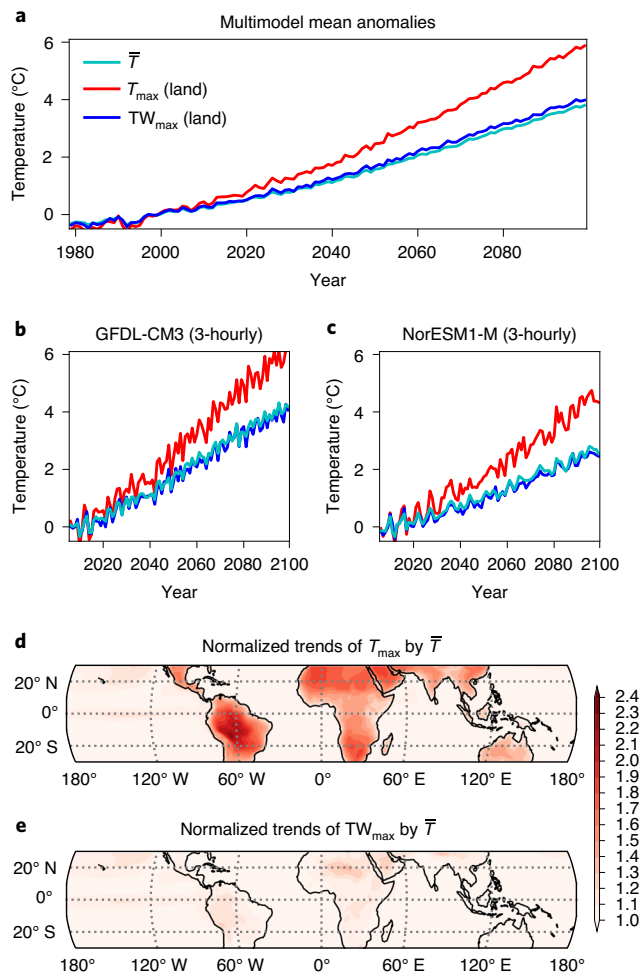 a
Multimodel mean anomalies
6
4
2
0
Temperature (°C)
T̅
Tmax (land)
TWmax (land)
1980 2000 2020 2040 2060 2080
Year
b
GFDL-CM3 (3-hourly)
6
4
2
0
Temperature (°C)
2020 2040 2060 2080 2100
Year
c
NorESM1-M (3-hourly)
6
4
2
0
Temperature (°C)
2020 2040 2060 2080 2100
Year
d
Normalized trends of Tmax by T̅
20° N
0°
20° S
180° 120° W 60° W 0° 60° E 120° E 180°
e
Normalized trends of TWmax by T̅
20° N
0°
20° S
180° 120° W 60° W 0° 60° E 120° E 180°
2.4
2.3
2.2
2.1
2.0
1.9
1.8
1.7
1.6
1.5
1.4
1.3
1.2
1.1
1.0